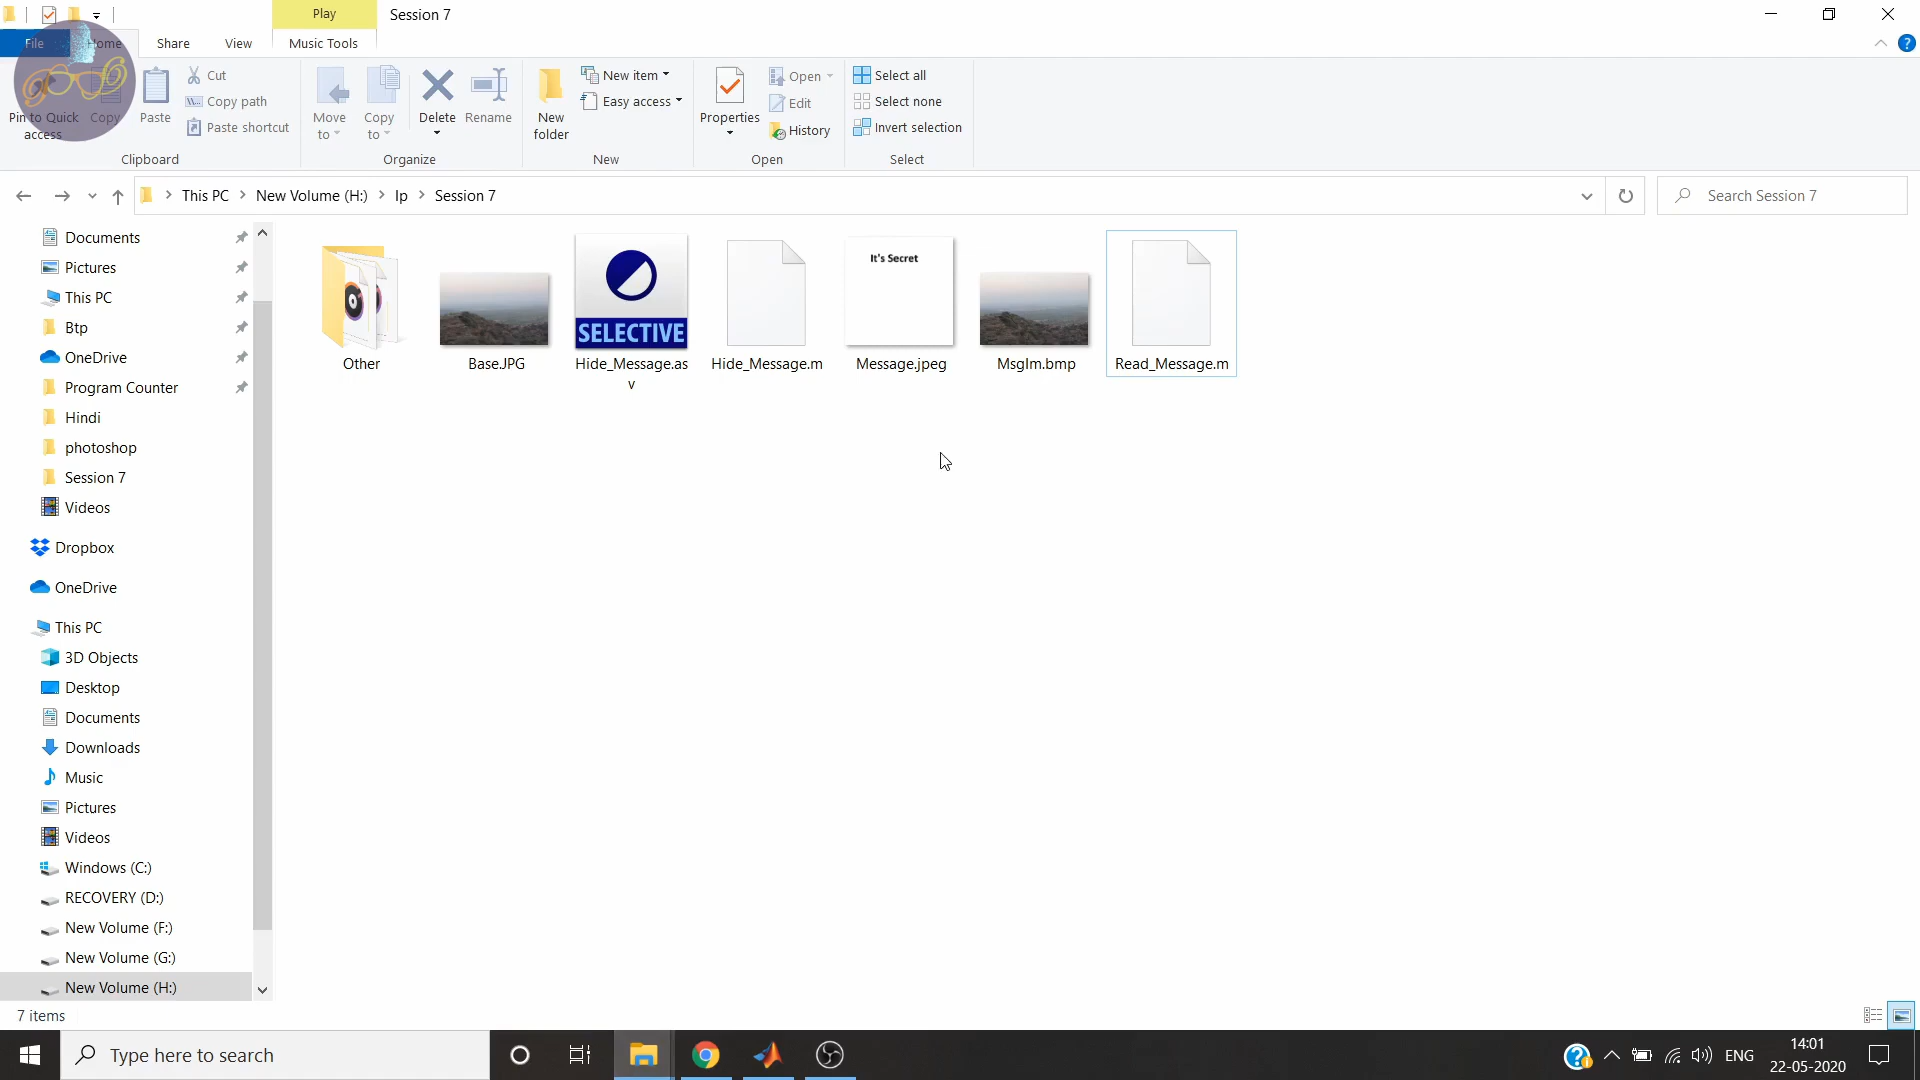 Play
Session 7
File
Home
Share
View
Music Tools
Pin to Quick
access
Copy
Paste
Cut
Copy path
Paste shortcut
Clipboard
Move
to
Copy
to
Delete
Rename
Organize
New
folder
New item
Easy access
New
Properties
Open
Edit
History
Open
Select all
Select none
Invert selection
Select
This PC
New Volume (H:)
Ip
Session 7
Search Session 7
Documents
Pictures
This PC
Btp
OneDrive
Program Counter
Hindi
photoshop
Session 7
Videos
Dropbox
OneDrive
This PC
3D Objects
Desktop
Documents
Downloads
Music
Pictures
Videos
Windows (C:)
RECOVERY (D:)
New Volume (F:)
New Volume (G:)
New Volume (H:)
SELECTIVE
It's Secret
Other
Base.JPG
Hide_Message.as
v
Hide_Message.m
Message.jpeg
MsgIm.bmp
Read_Message.m
7 items
Type here to search
ENG
14:01
22-05-2020